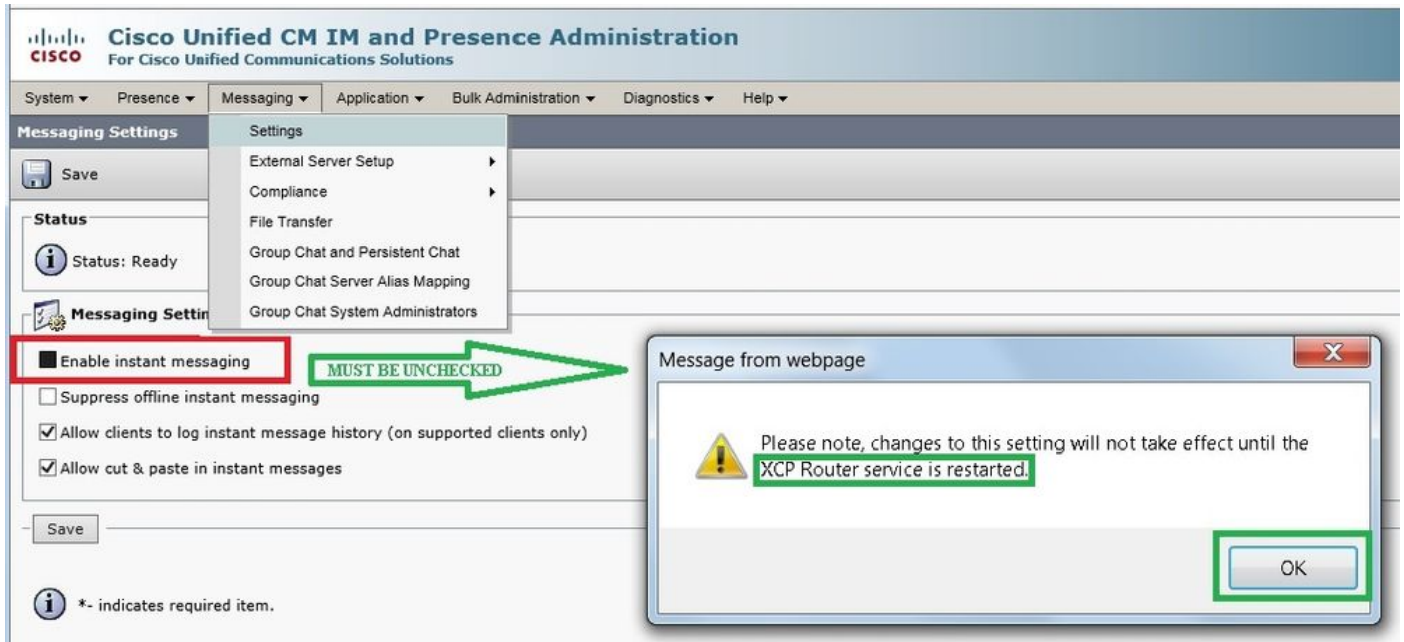 CISCO
Cisco Unified CM IM and Presence Administration
For Cisco Unified Communications Solutions
System Presence Messaging Application Bulk Administration Diagnostics Help
Messaging Settings
Settings
External Server Setup
Compliance
File Transfer
Group Chat and Persistent Chat
Group Chat Server Alias Mapping
Group Chat System Administrators
Save
Status
Status: Ready
Messaging Settin
Enable instant messaging
MUST BE UNCHECKED
Suppress offline instant messaging
Allow clients to log instant message history (on supported clients only)
Allow cut & paste in instant messages
Save
*- indicates required item.
Message from webpage
X
Please note, changes to this setting will not take effect until the
XCP Router service is restarted.
OK